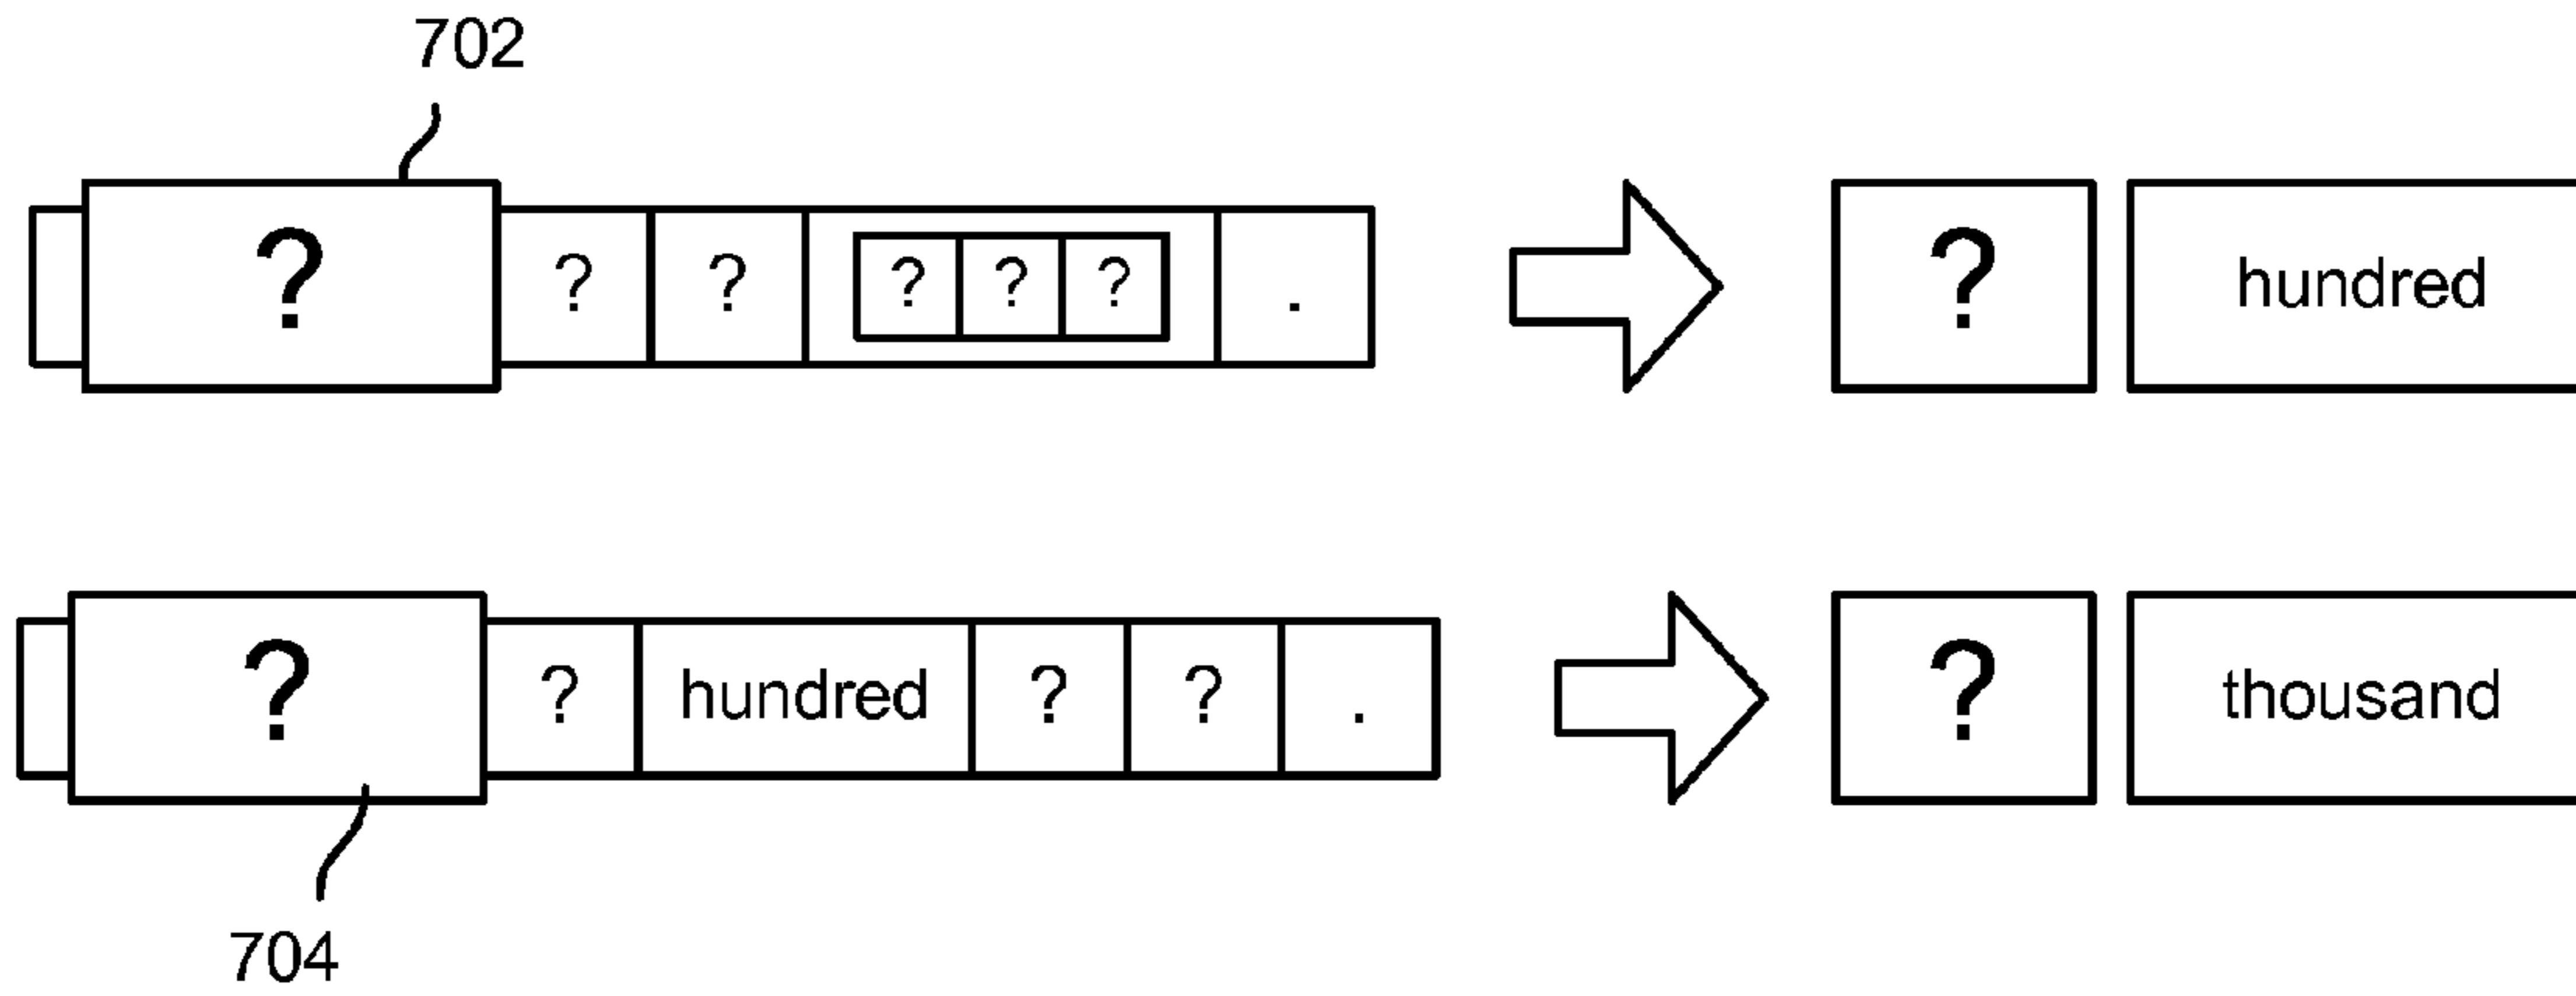 702
? ? ? ? ? ? . ? hundred
? ? hundred ? ? . ? thousand
704